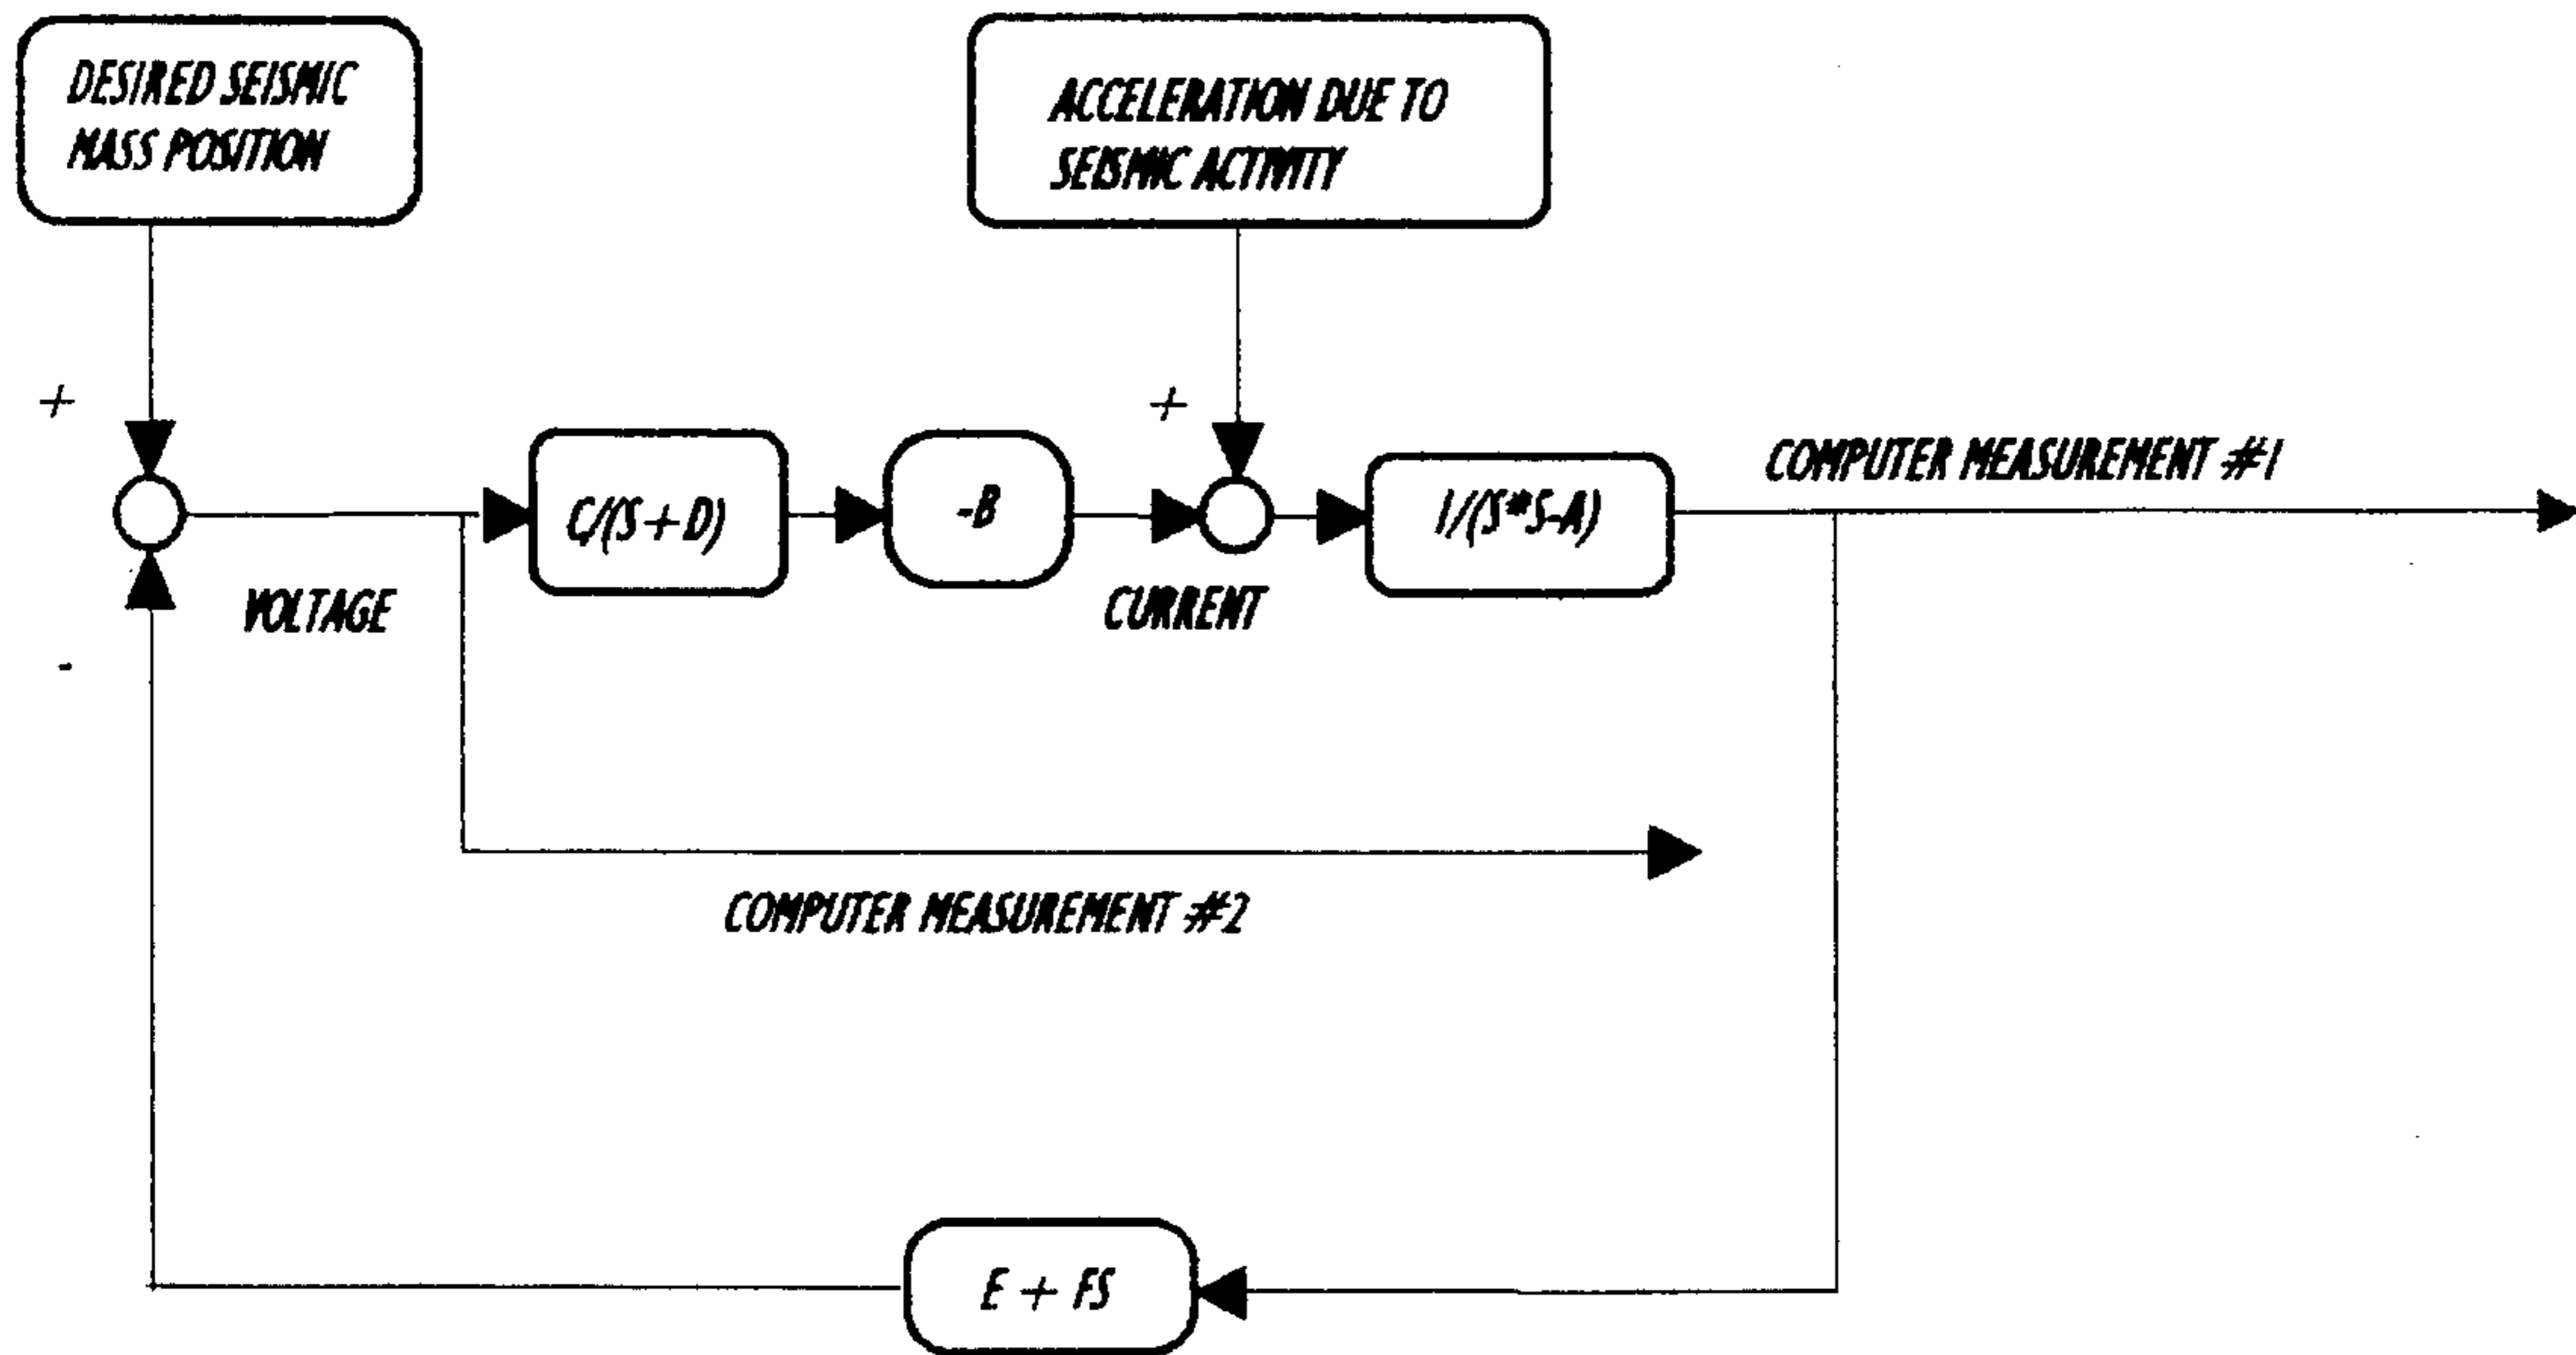 DESIRED SEISMIC
MASS POSITION
ACCELERATION DUE TO
SEISMIC ACTIVITY
+
+
COMPUTER MEASUREMENT #1
C/(S+D)
-B
1/(S*S-A)
VOLTAGE
CURRENT
-
COMPUTER MEASUREMENT #2
E + FS